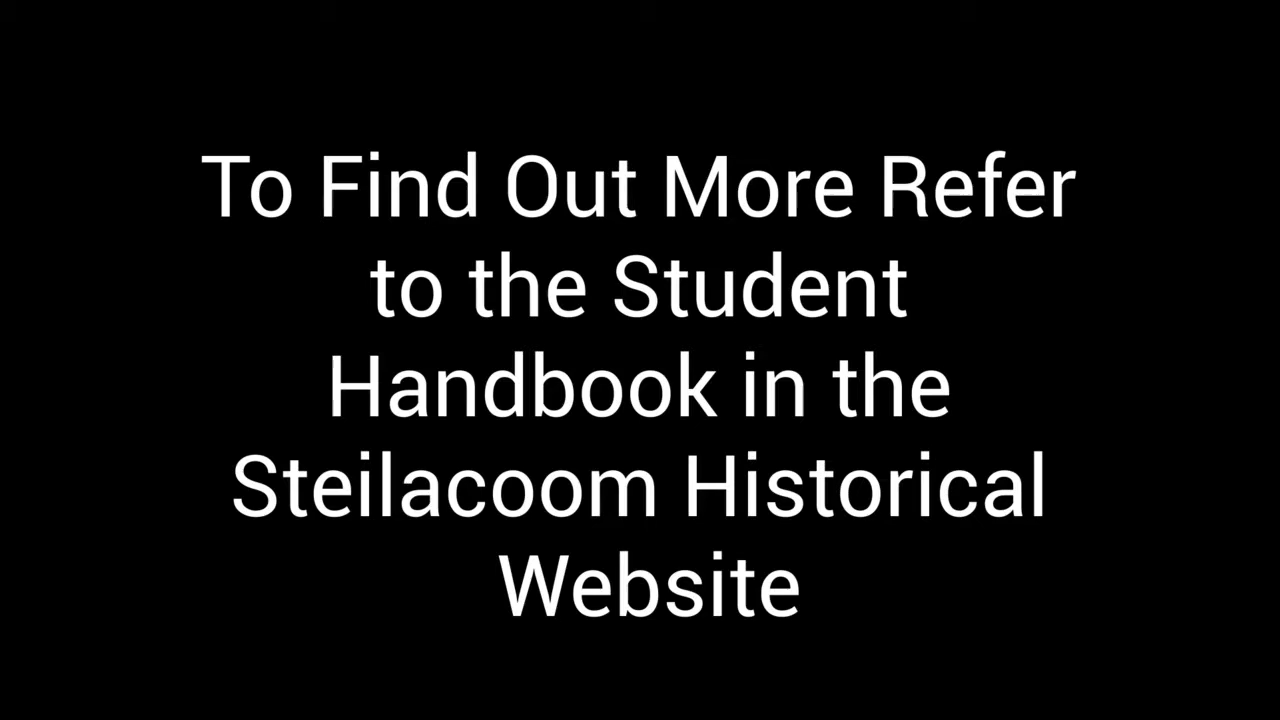 To Find Out More Refer
to the Student
Handbook in the
Steilacoom Historical
Website